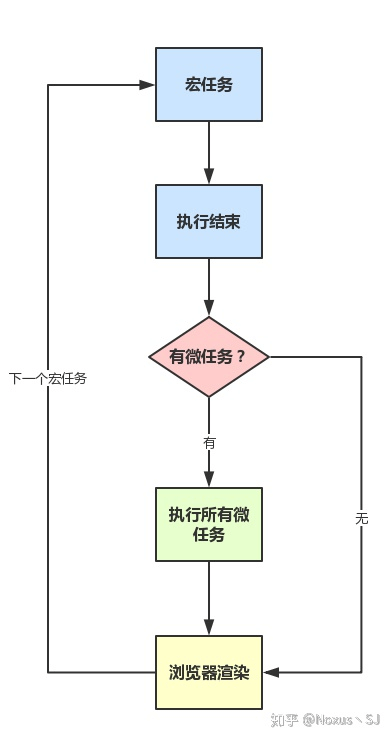 宏任务
执行结束
有微任务？
下一个宏任务
有
执行所有微
任务
无
浏览器渲染
知乎 @Noxus丶SJ